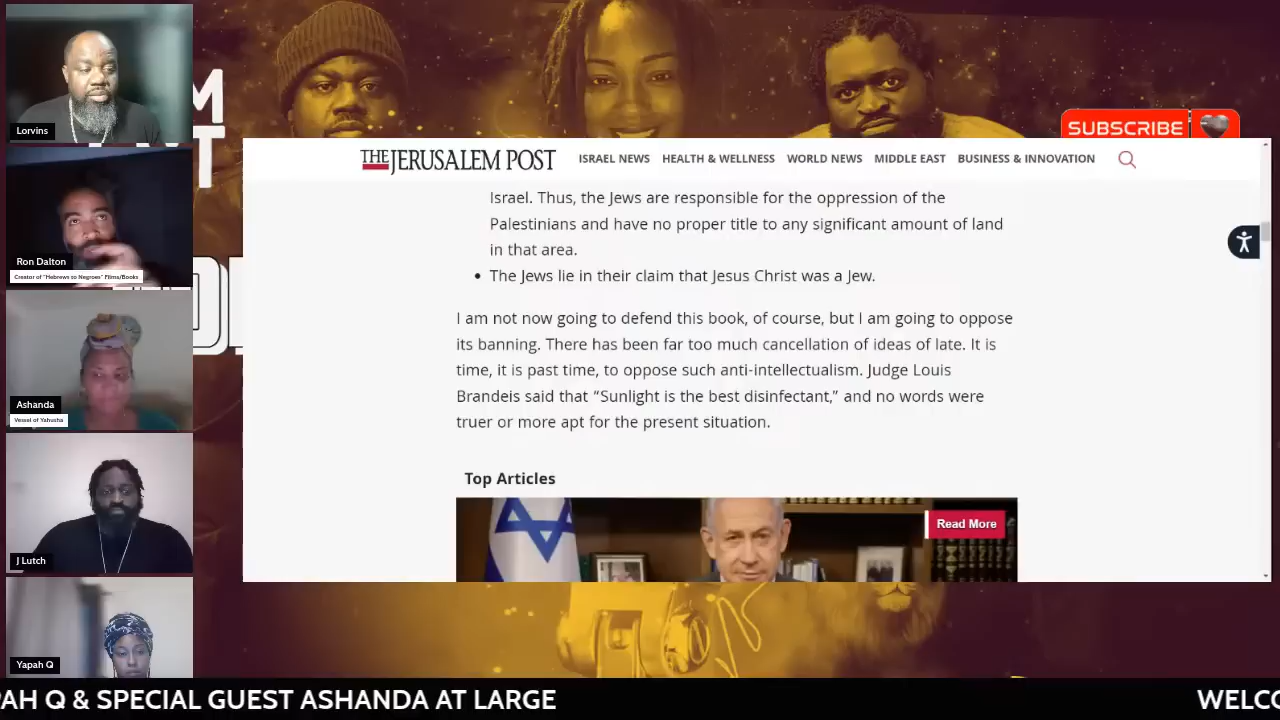 Lorvins
Ron Dalton
Creator of "Hebrews to Negroes" Films/Books
Ashanda
Vessel of Yahusha
J Lutch
Yapah Q
SUBSCRIBE
THE JERUSALEM POST
ISRAEL NEWS HEALTH & WELLNESS WORLD NEWS MIDDLE EAST BUSINESS & INNOVATION
Israel. Thus, the Jews are responsible for the oppression of the
Palestinians and have no proper title to any significant amount of land
in that area.
• The Jews lie in their claim that Jesus Christ was a Jew.
I am not now going to defend this book, of course, but I am going to oppose
its banning. There has been far too much cancellation of ideas of late. It is
time, it is past time, to oppose such anti-intellectualism. Judge Louis
Brandeis said that “Sunlight is the best disinfectant,” and no words were
truer or more apt for the present situation.
Top Articles
Read More
PAH Q & SPECIAL GUEST ASHANDA AT LARGE WELCO